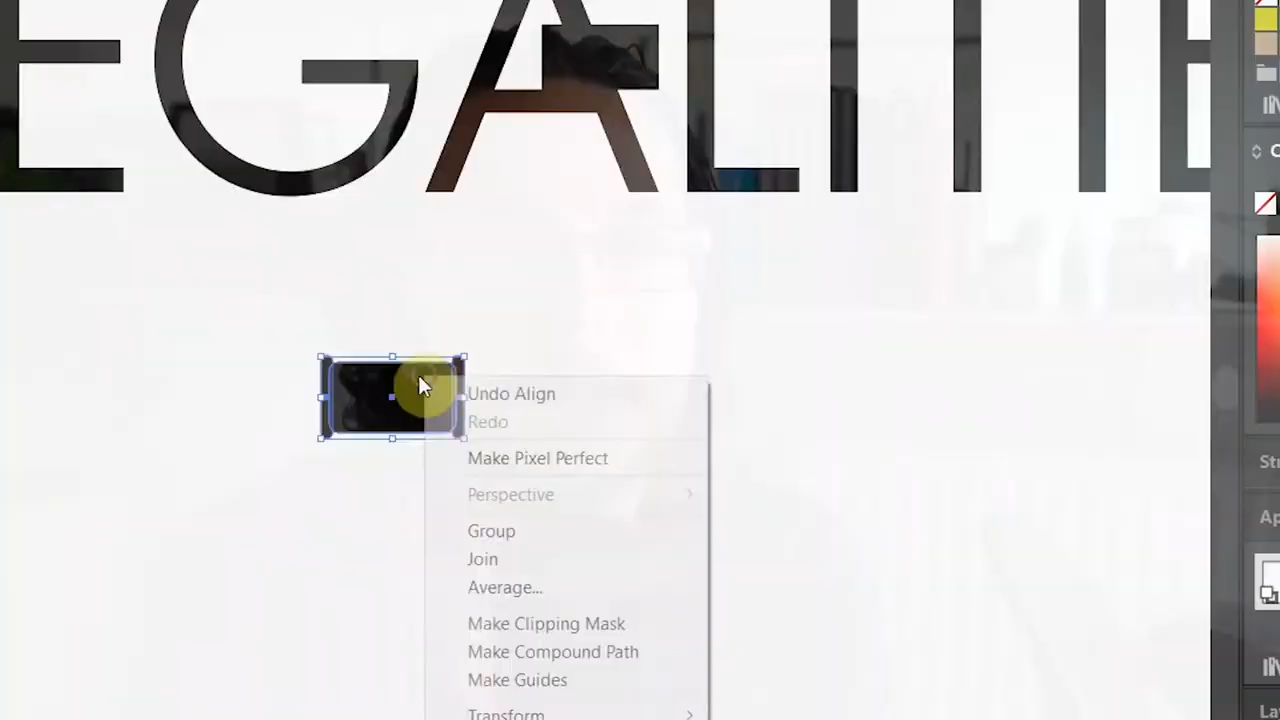 EGALITE
Undo Align
Redo
Make Pixel Perfect
Perspective
Group
Join
Average...
Make Clipping Mask
Make Compound Path
Make Guides
Transform